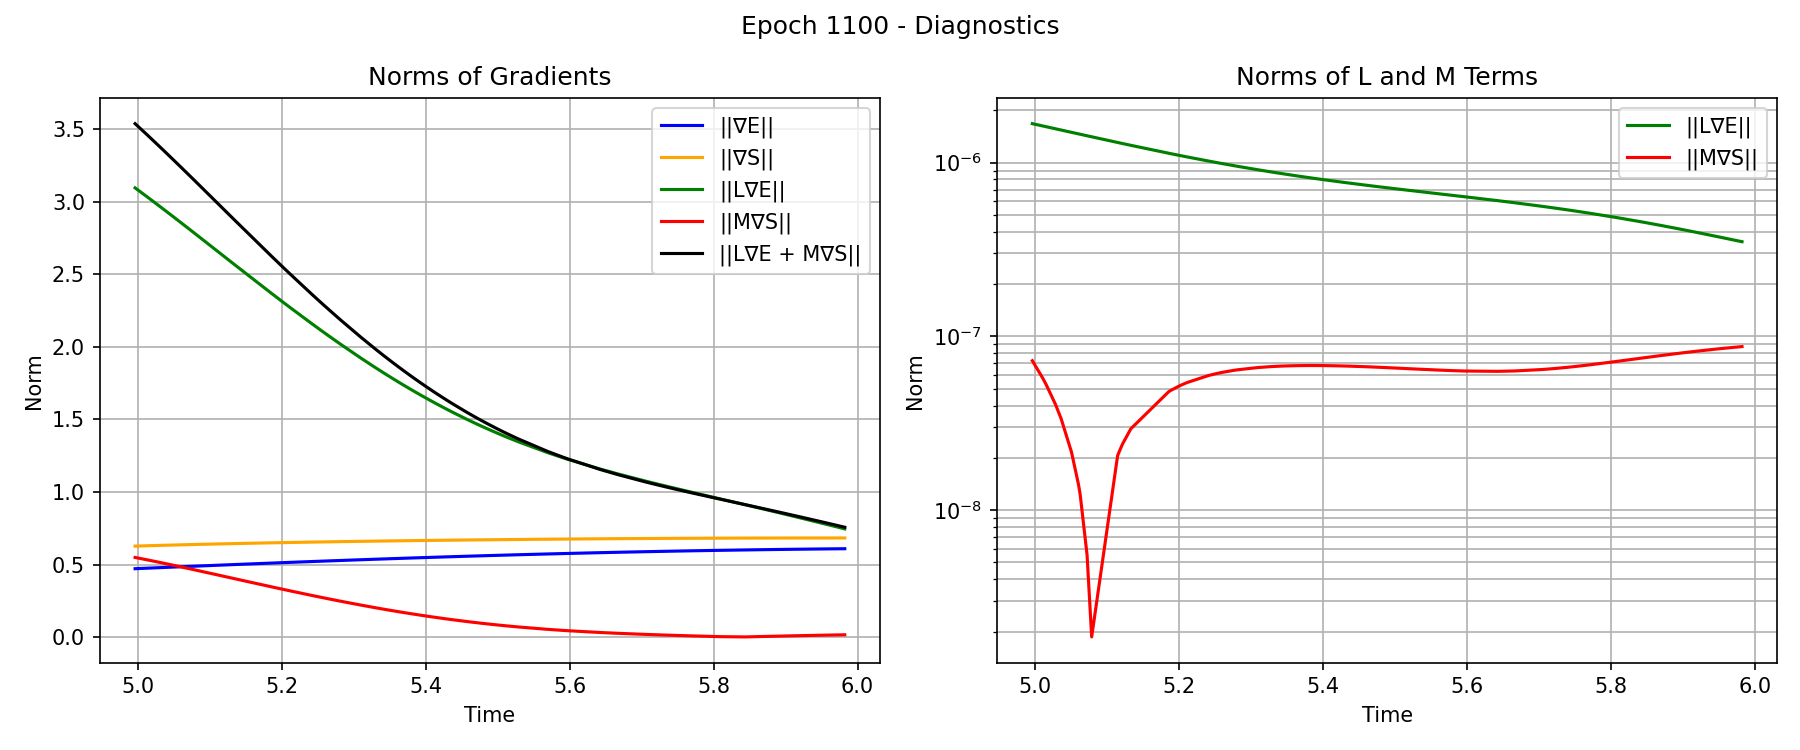 Epoch 1100 - Diagnostics
Norms of Gradients
3.5
3.0
2.5
2.0
1.5
1.0
0.5
0.0
Norm
||∇E||
||∇S||
||L∇E||
||M∇S||
||L∇E + M∇S||
5.0 5.2 5.4 5.6 5.8 6.0
Time
Norms of L and M Terms
10⁻⁶
10⁻⁷
10⁻⁸
Norm
||L∇E||
||M∇S||
5.0 5.2 5.4 5.6 5.8 6.0
Time